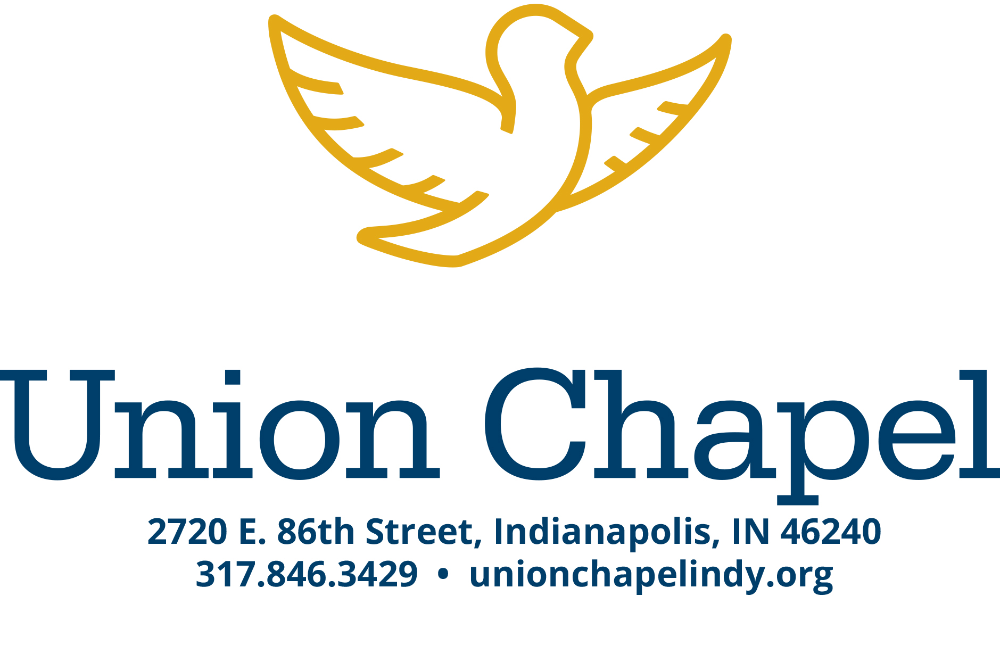 Union Chapel
2720 E. 86th Street, Indianapolis, IN 46240
317.846.3429 • unionchapelindy.org